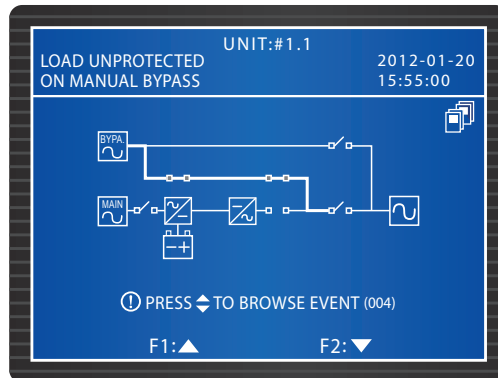 UNIT:#1.1
LOAD UNPROTECTED
ON MANUAL BYPASS
2012-01-20
15:55:00
BYPA.
MAIN
PRESS TO BROWSE EVENT (004)
F1: F2: